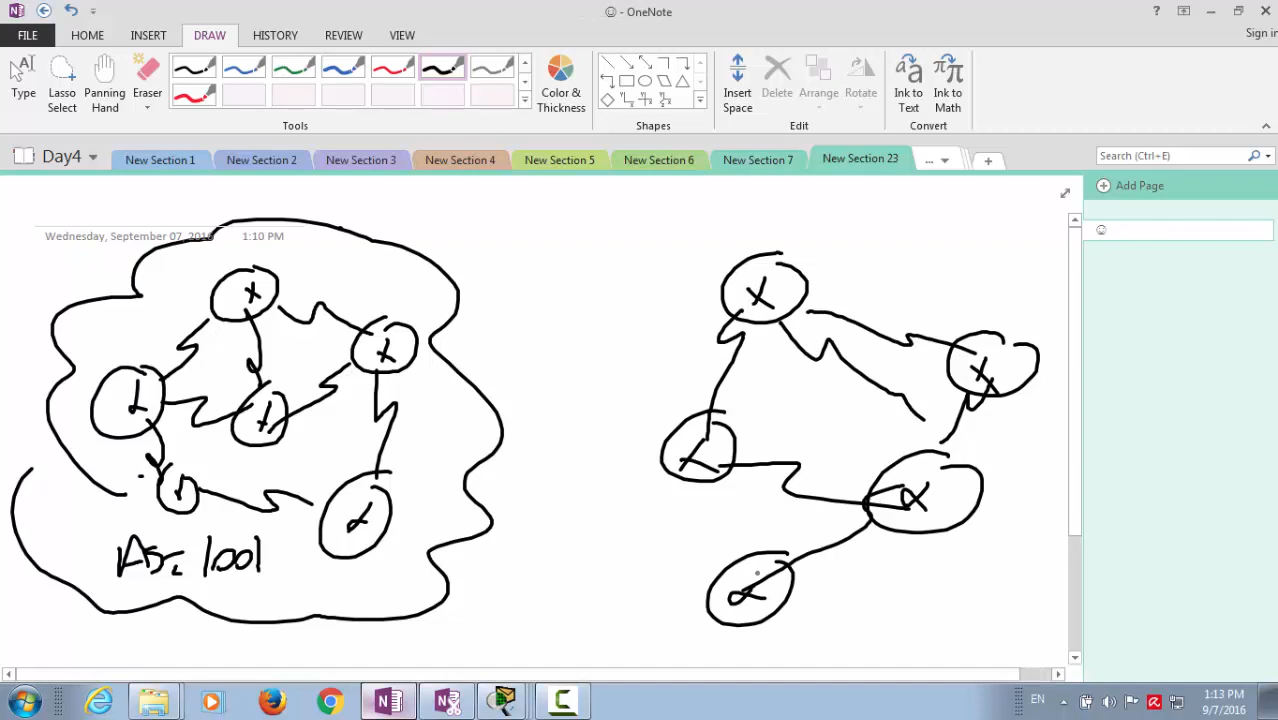 ☺ - OneNote
FILE HOME INSERT DRAW HISTORY REVIEW VIEW Sign in
Type Lasso Select Panning Hand Eraser Color & Thickness Insert Space Delete Arrange Rotate Ink to Text Ink to Math
Tools Shapes Edit Convert
Day4 New Section 1 New Section 2 New Section 3 New Section 4 New Section 5 New Section 6 New Section 7 New Section 23 ... + Search (Ctrl+E)
Add Page
Wednesday, September 07, 2016 1:10 PM
☺
1001
EN 1:13 PM
9/7/2016